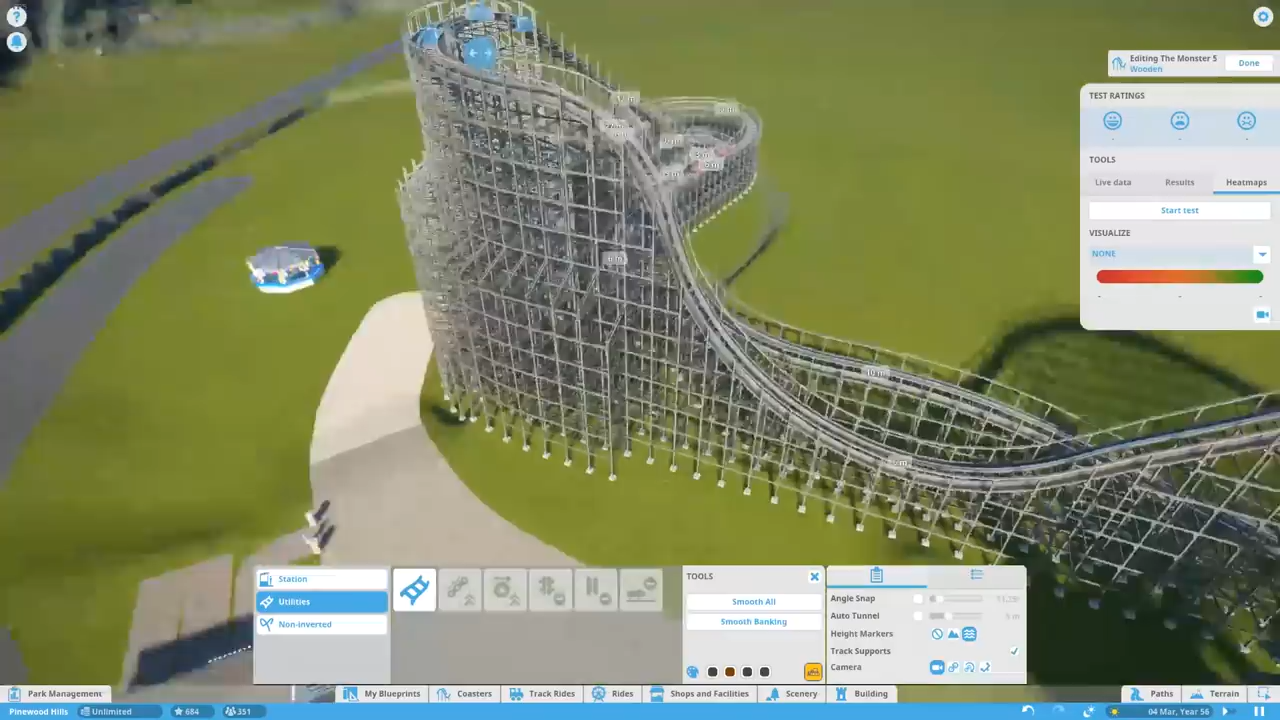 ?
Editing The Monster 5
Wooden
Done
TEST RATINGS
- - -
TOOLS
Live data Results Heatmaps
Start test
VISUALIZE
NONE
- - -
10 m
Station
Utilities
Non-inverted
TOOLS
Smooth All
Smooth Banking
Angle Snap
Auto Tunnel 5 m
Height Markers
Track Supports
Camera
Park Management
My Blueprints
Coasters
Track Rides
Rides
Shops and Facilities
Scenery
Building
Paths
Terrain
Pinewood Hills
Unlimited
684
351
04 Mar, Year 56